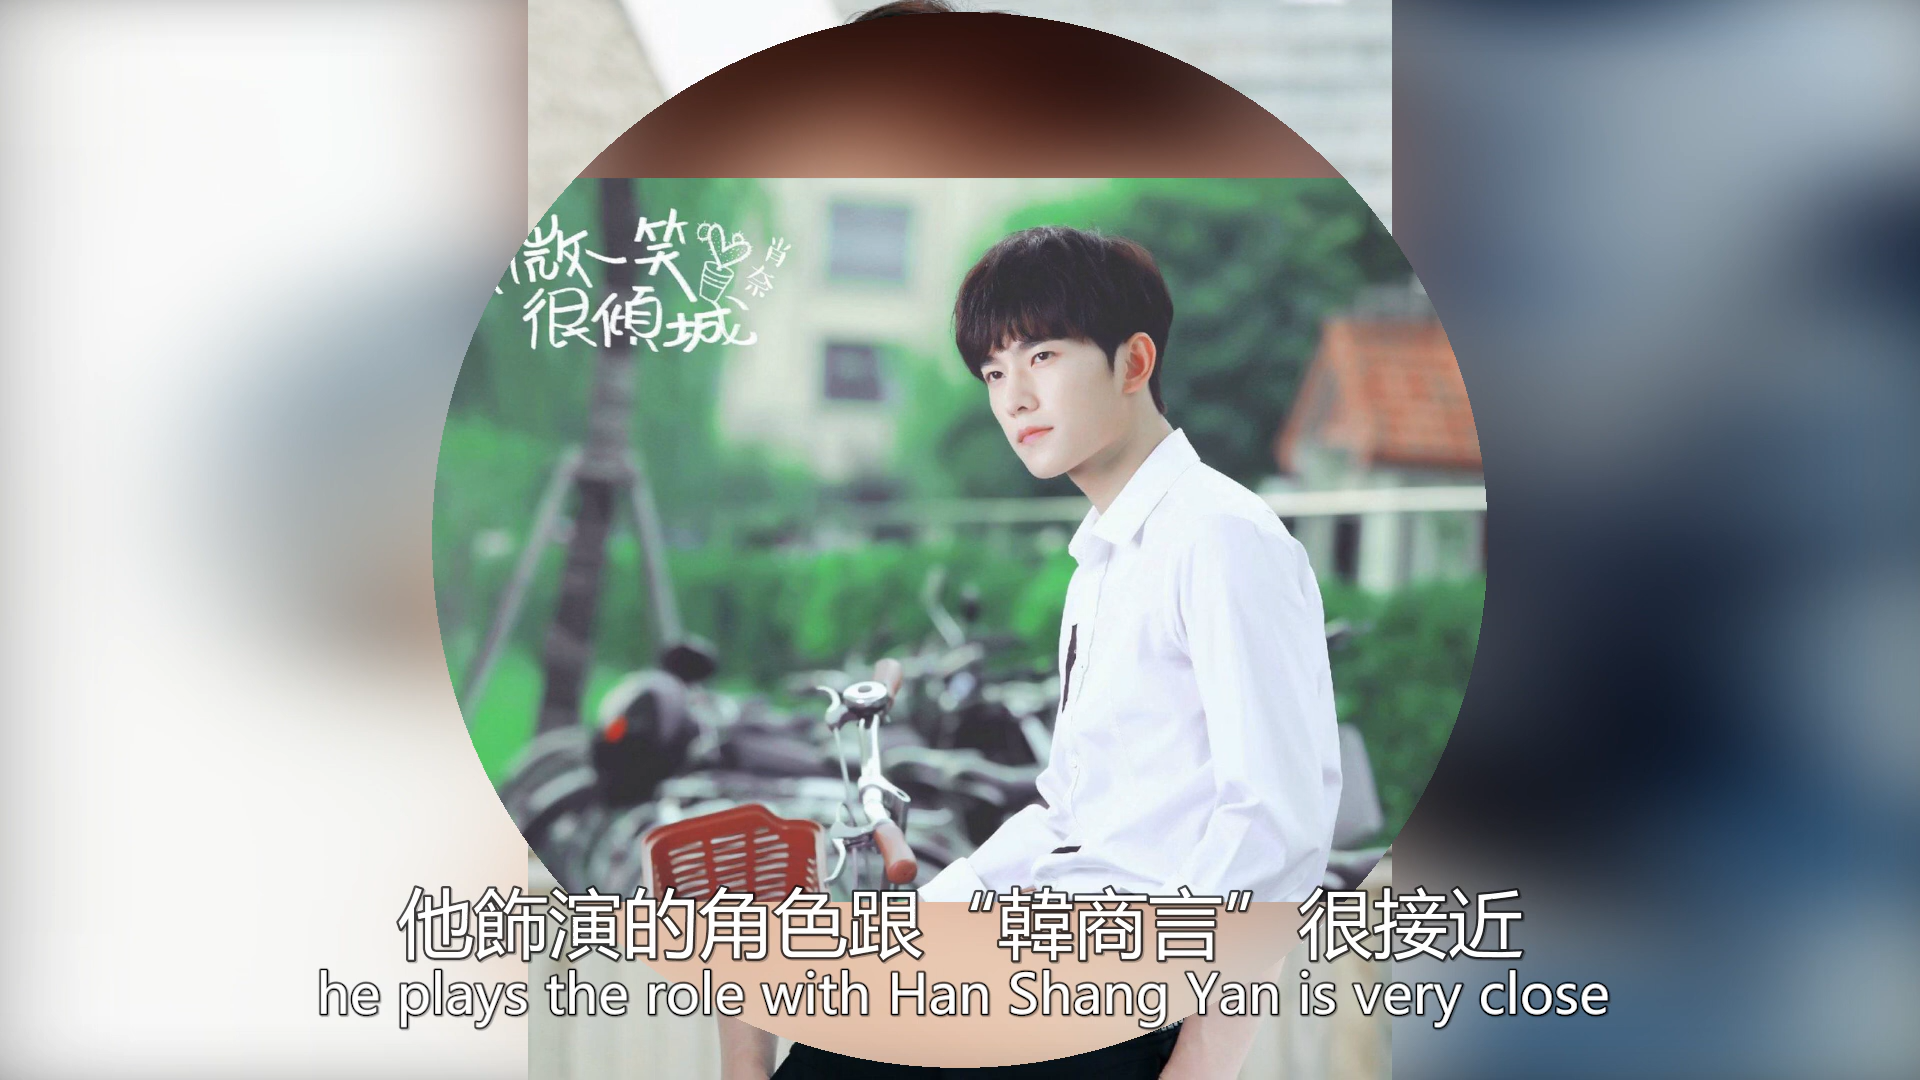 微一笑
很傾城
肖奈
他飾演的角色跟“韓商言”很接近
he plays the role with Han Shang Yan is very close